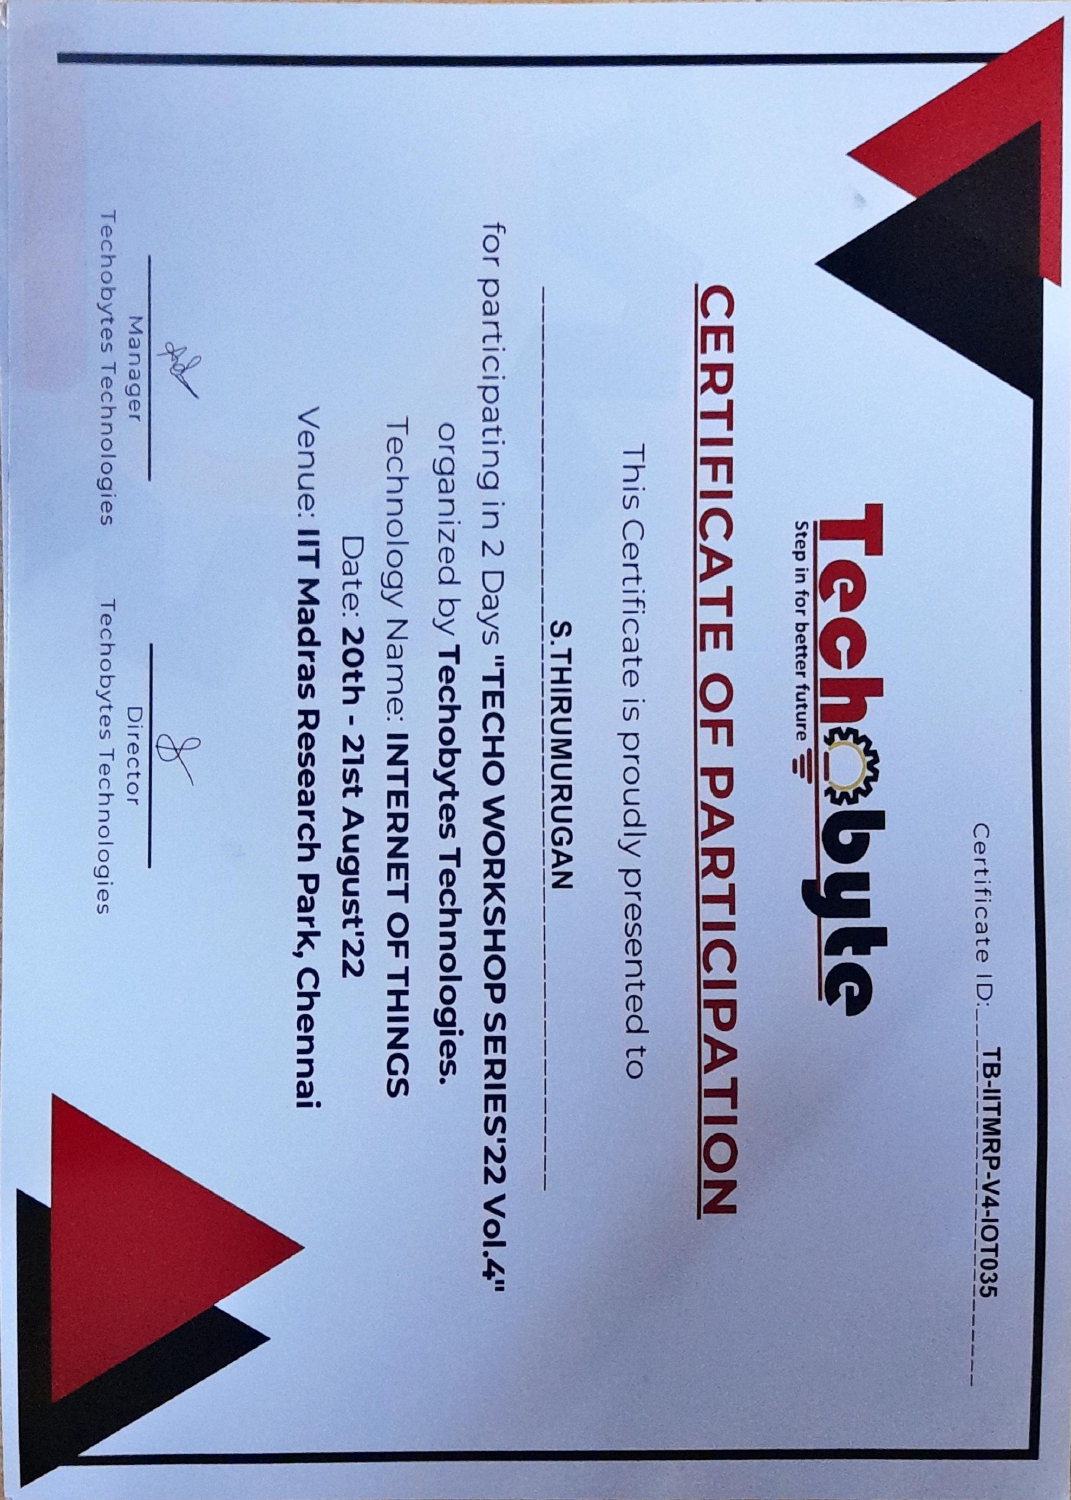 Certificate ID: TB-IITMRP-V4-IOT035
Techobyte
Step in for better future
CERTIFICATE OF PARTICIPATION
This Certificate is proudly presented to
S.THIRUMURUGAN
for participating in 2 Days "TECHO WORKSHOP SERIES'22 Vol.4"
organized by Techobytes Technologies.
Technology Name: INTERNET OF THINGS
Date: 20th - 21st August'22
Venue: IIT Madras Research Park, Chennai
Manager
Techobytes Technologies
Director
Techobytes Technologies